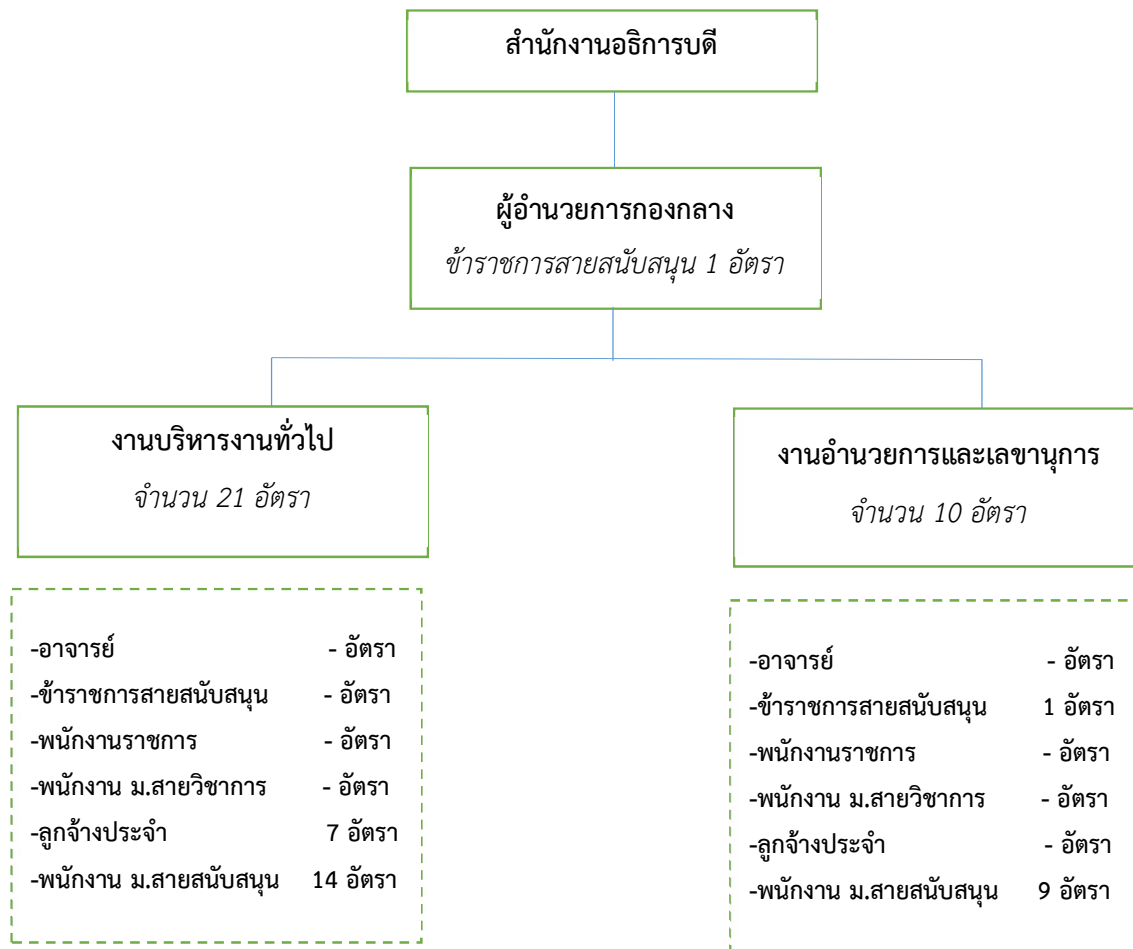 สำนักงานอธิการบดี
ผู้อำนวยการกองกลาง
ข้าราชการสายสนับสนุน 1 อัตรา
งานบริหารงานทั่วไป
จำนวน 21 อัตรา
-อาจารย์ - อัตรา
-ข้าราชการสายสนับสนุน - อัตรา
-พนักงานราชการ - อัตรา
-พนักงาน ม.สายวิชาการ - อัตรา
-ลูกจ้างประจำ 7 อัตรา
-พนักงาน ม.สายสนับสนุน 14 อัตรา
งานอำนวยการและเลขานุการ
จำนวน 10 อัตรา
-อาจารย์ - อัตรา
-ข้าราชการสายสนับสนุน 1 อัตรา
-พนักงานราชการ - อัตรา
-พนักงาน ม.สายวิชาการ - อัตรา
-ลูกจ้างประจำ - อัตรา
-พนักงาน ม.สายสนับสนุน 9 อัตรา